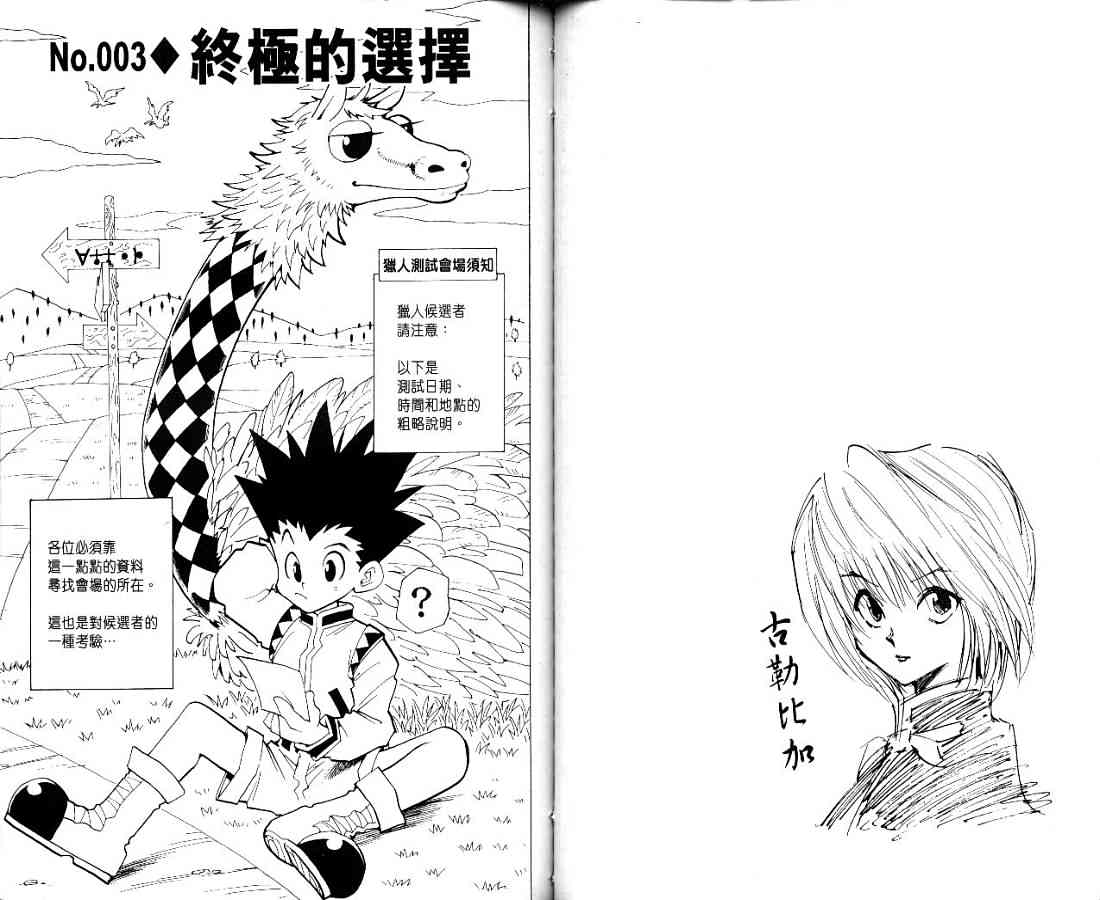 No.003◆終極的選擇
獵人測試會場須知
獵人候選者
請注意：
以下是
測試日期、
時間和地點的
粗略說明。
各位必須靠
這一點點的資料
尋找會場的所在。
這也是對候選者的
一種考驗…
?
古勒比加